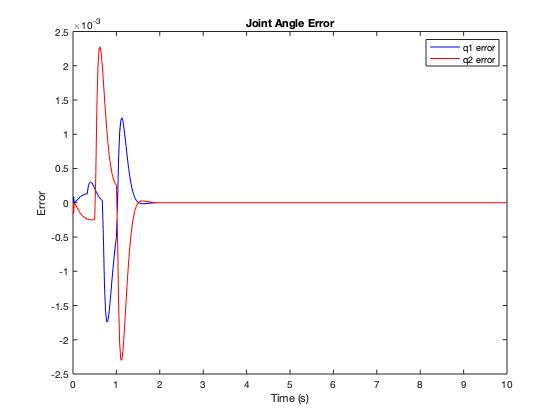 Joint Angle Error
×10⁻³
2.5
2
1.5
1
0.5
0
-0.5
-1
-1.5
-2
-2.5
Error
q1 error
q2 error
0 1 2 3 4 5 6 7 8 9 10
Time (s)